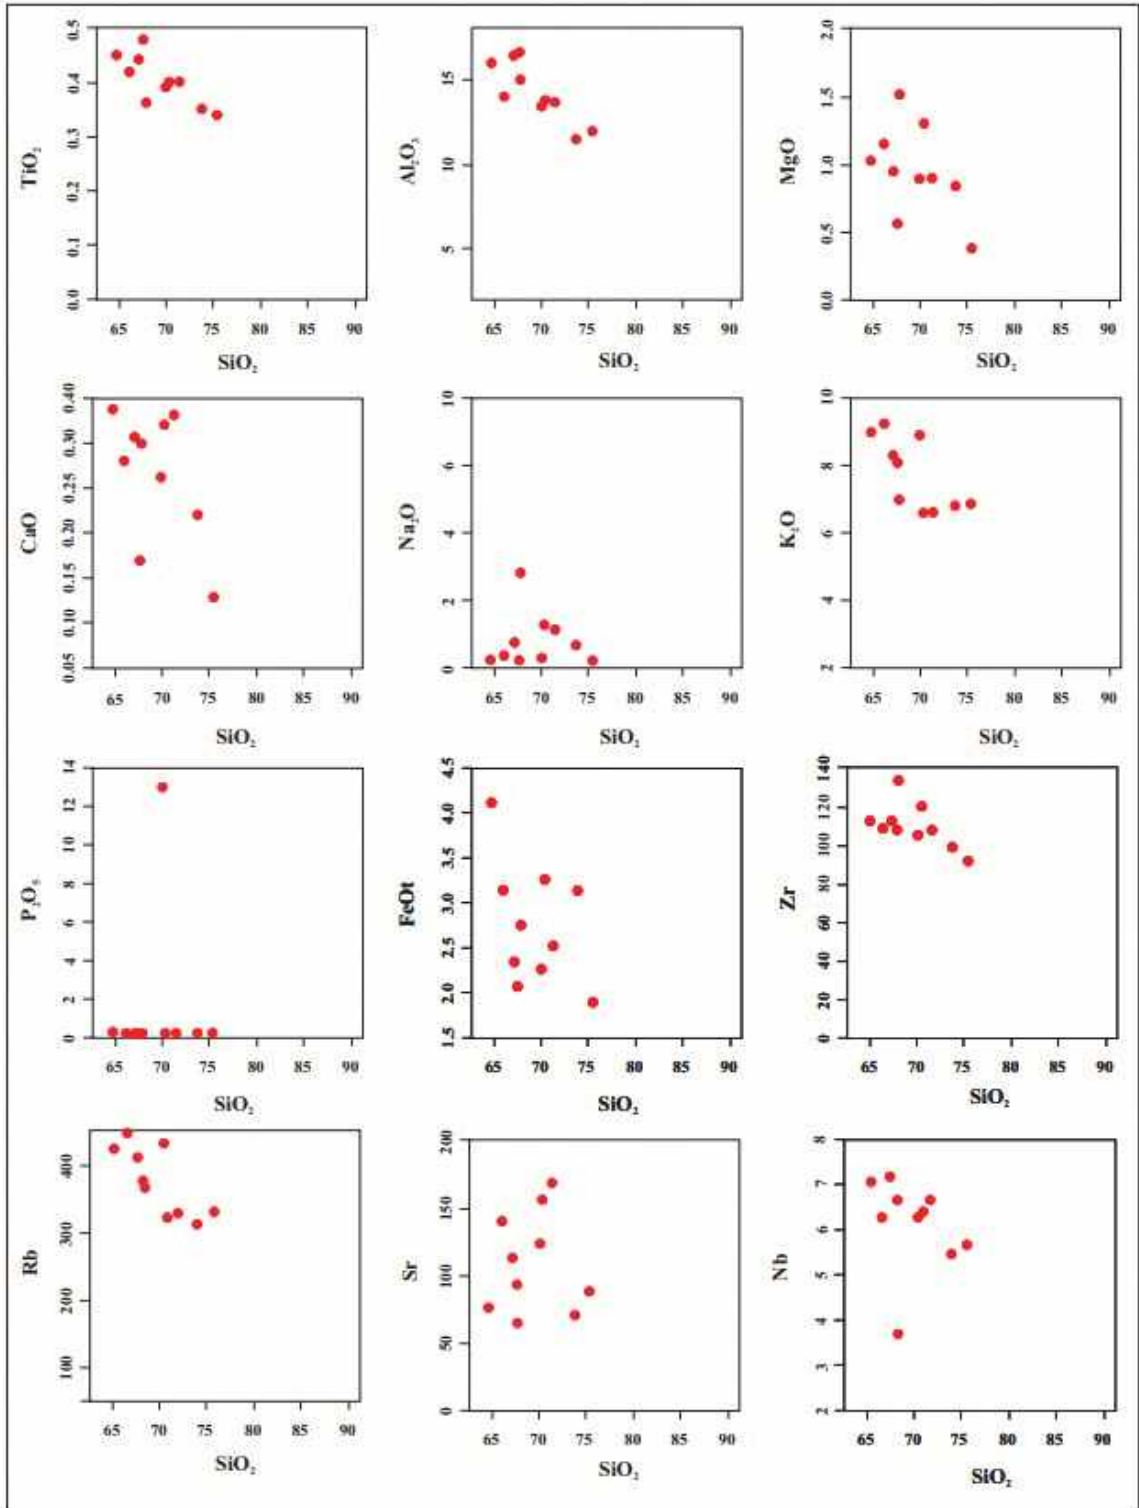 TiO₂
0.5
0.4
0.3
0.2
0.1
0.0
65 70 75 80 85 90
SiO₂
Al₂O₃
15
10
5
65 70 75 80 85 90
SiO₂
MgO
2.0
1.5
1.0
0.5
0.0
65 70 75 80 85 90
SiO₂
CaO
0.40
0.30
0.25
0.20
0.15
0.10
0.05
65 70 75 80 85 90
SiO₂
Na₂O
10
8
6
4
2
0
65 70 75 80 85 90
SiO₂
K₂O
10
8
6
4
2
65 70 75 80 85 90
SiO₂
P₂O₅
14
12
10
8
6
4
2
0
65 70 75 80 85 90
SiO₂
FeOt
4.5
4.0
3.5
3.0
2.5
2.0
1.5
65 70 75 80 85 90
SiO₂
Zr
140
120
100
80
60
40
20
0
65 70 75 80 85 90
SiO₂
Rb
400
300
200
100
65 70 75 80 85 90
SiO₂
Sr
200
150
100
50
0
65 70 75 80 85 90
SiO₂
Nb
8
7
6
5
4
3
2
65 70 75 80 85 90
SiO₂